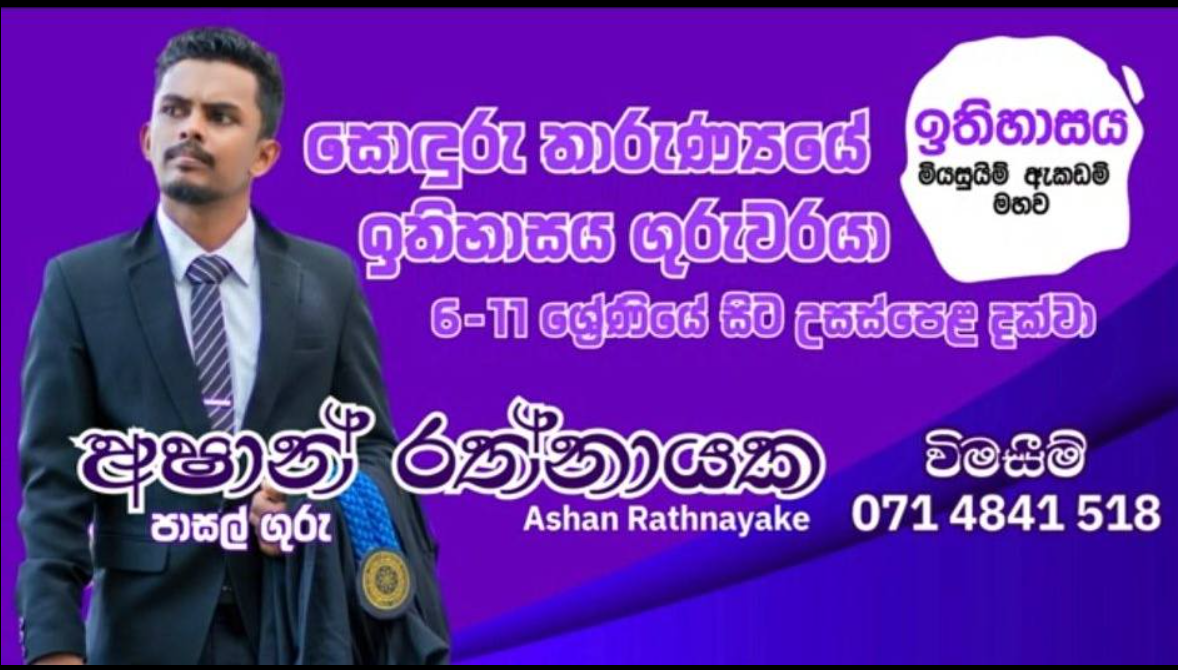 සොඳුරු තාරුණ්‍යයේ
ඉතිහාසය ගුරුවරයා
6-11 ශ්‍රේණියේ සිට උසස්පෙළ දක්වා
ඉතිහාසය
මියසුයිම් ඇකඩමි
මහව
අෂාන් රත්නායක
පාසල් ගුරු
Ashan Rathnayake
විමසීම්
071 4841 518